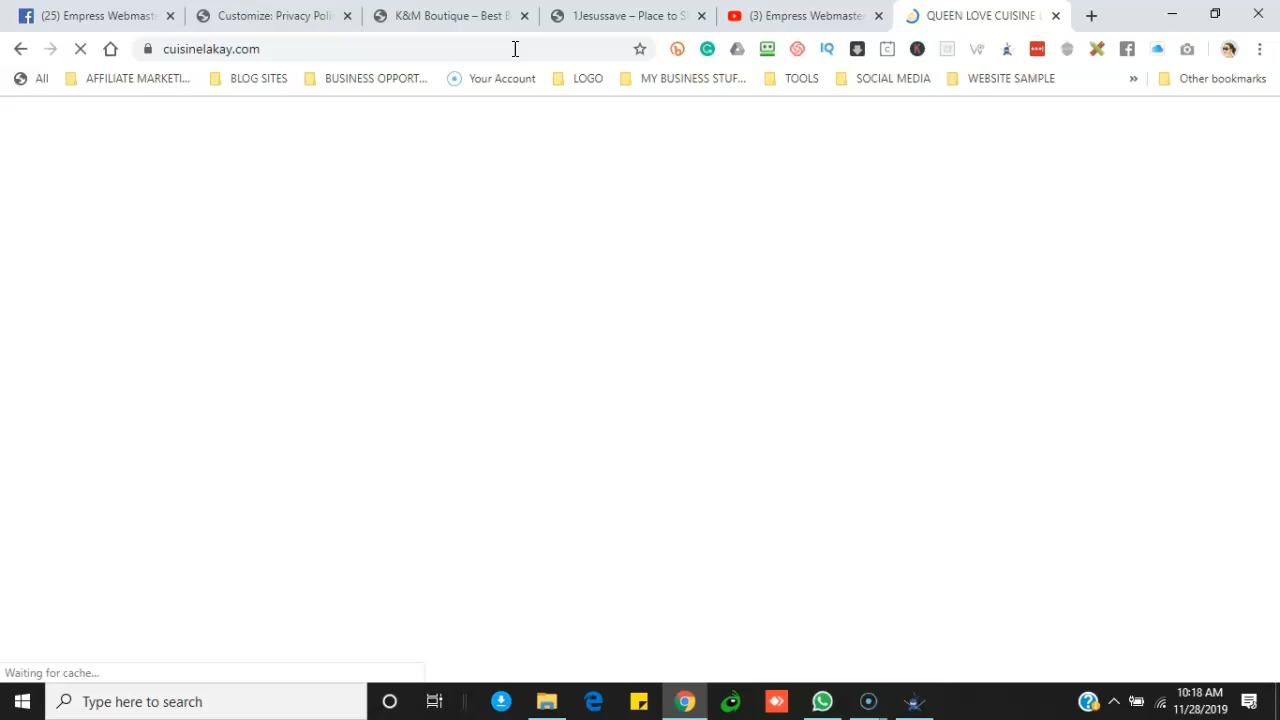 (25) Empress Webmast
Customize: Privacy Poli
K&M Boutique – Best B
1Jesussave – Place to S
(3) Empress Webmaste
QUEEN LOVE CUISINE
cuisinelakay.com
All
AFFILIATE MARKETI...
BLOG SITES
BUSINESS OPPORT...
Your Account
LOGO
MY BUSINESS STUF...
TOOLS
SOCIAL MEDIA
WEBSITE SAMPLE
»
Other bookmarks
Waiting for cache...
Type here to search
10:18 AM
11/28/2019